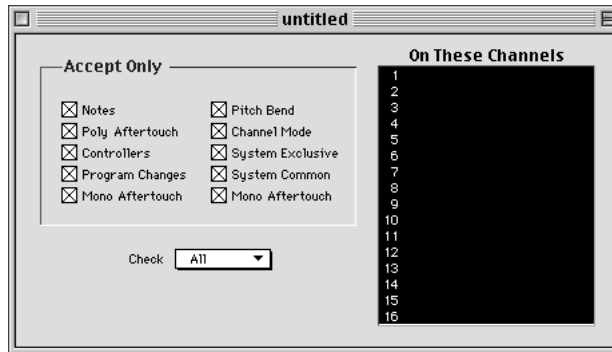 untitled
Accept Only
Notes
Poly Aftertouch
Controllers
Program Changes
Mono Aftertouch
Pitch Bend
Channel Mode
System Exclusive
System Common
Mono Aftertouch
Check All
On These Channels
1
2
3
4
5
6
7
8
9
10
11
12
13
14
15
16